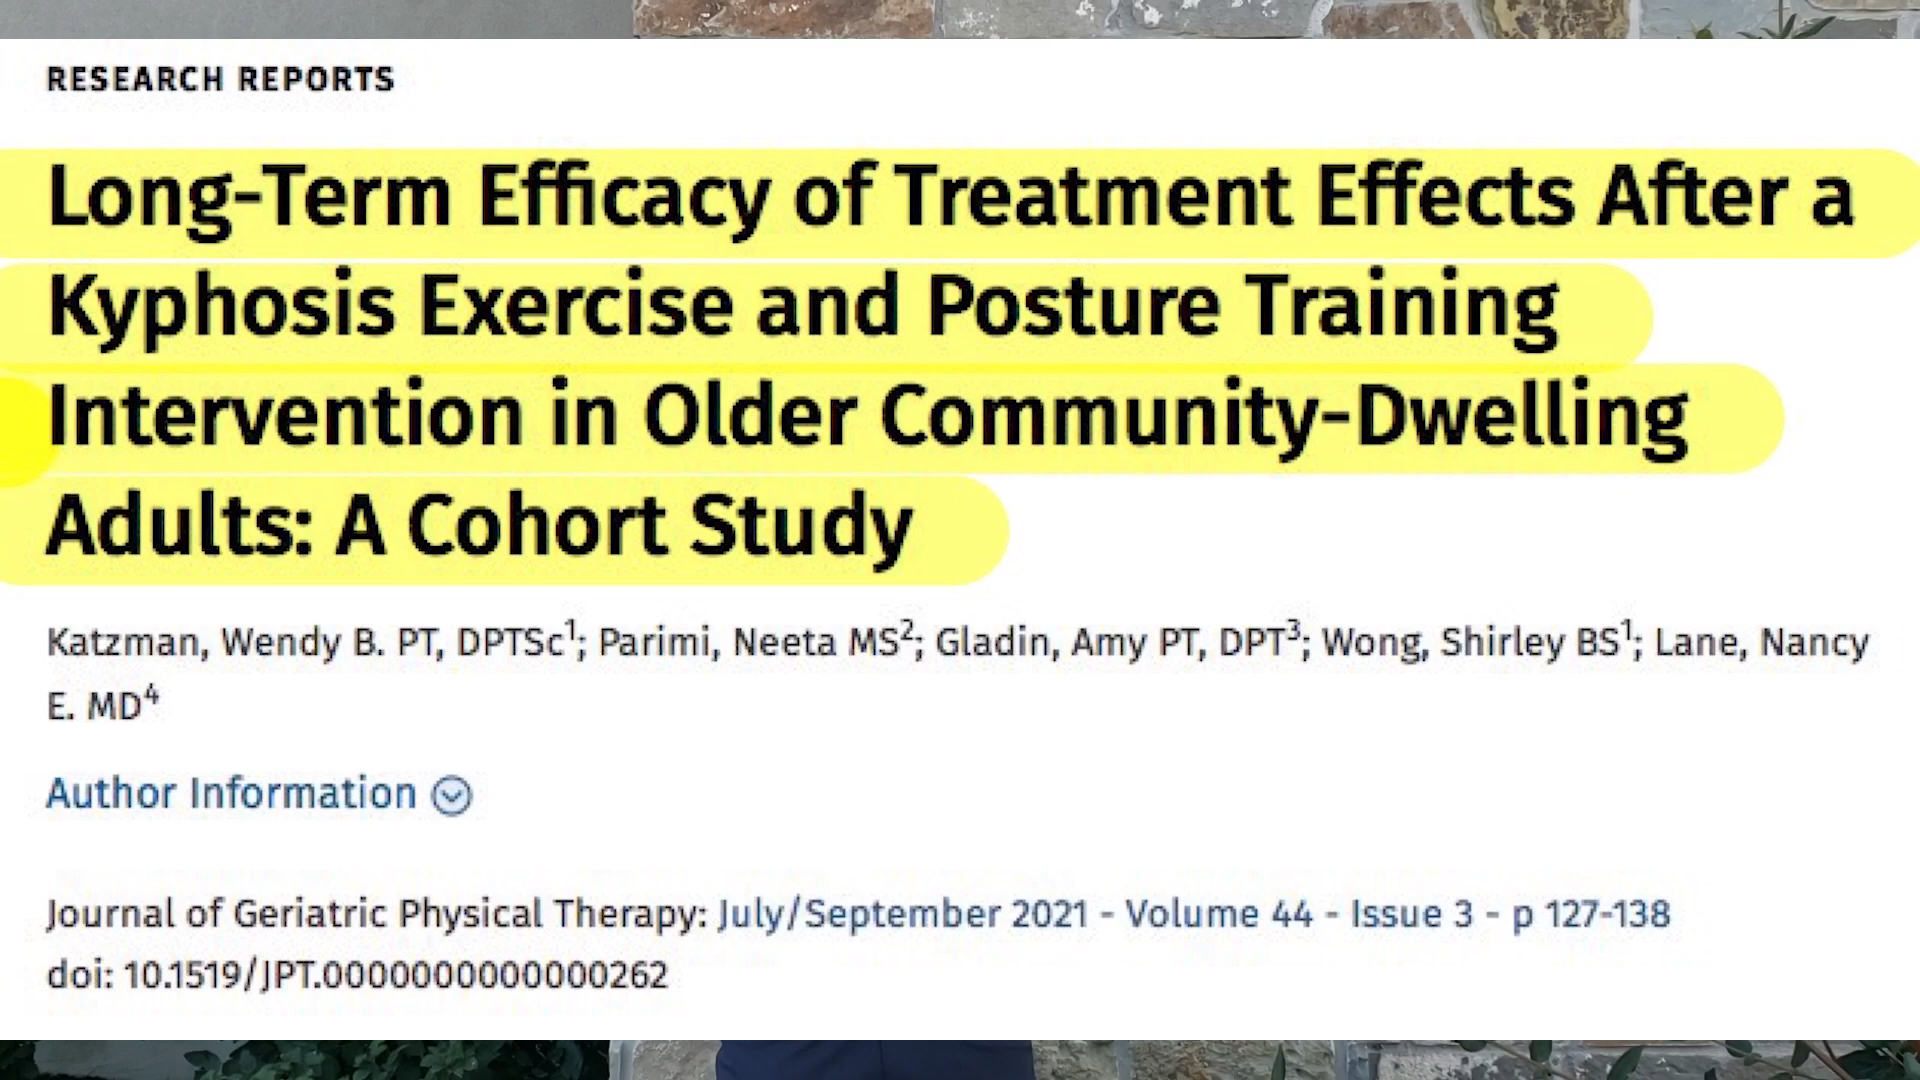 RESEARCH REPORTS
Long-Term Efficacy of Treatment Effects After a
Kyphosis Exercise and Posture Training
Intervention in Older Community-Dwelling
Adults: A Cohort Study
Katzman, Wendy B. PT, DPTSc1; Parimi, Neeta MS2; Gladin, Amy PT, DPT3; Wong, Shirley BS1; Lane, Nancy
E. MD4
Author Information
Journal of Geriatric Physical Therapy: July/September 2021 - Volume 44 - Issue 3 - p 127-138
doi: 10.1519/JPT.0000000000000262